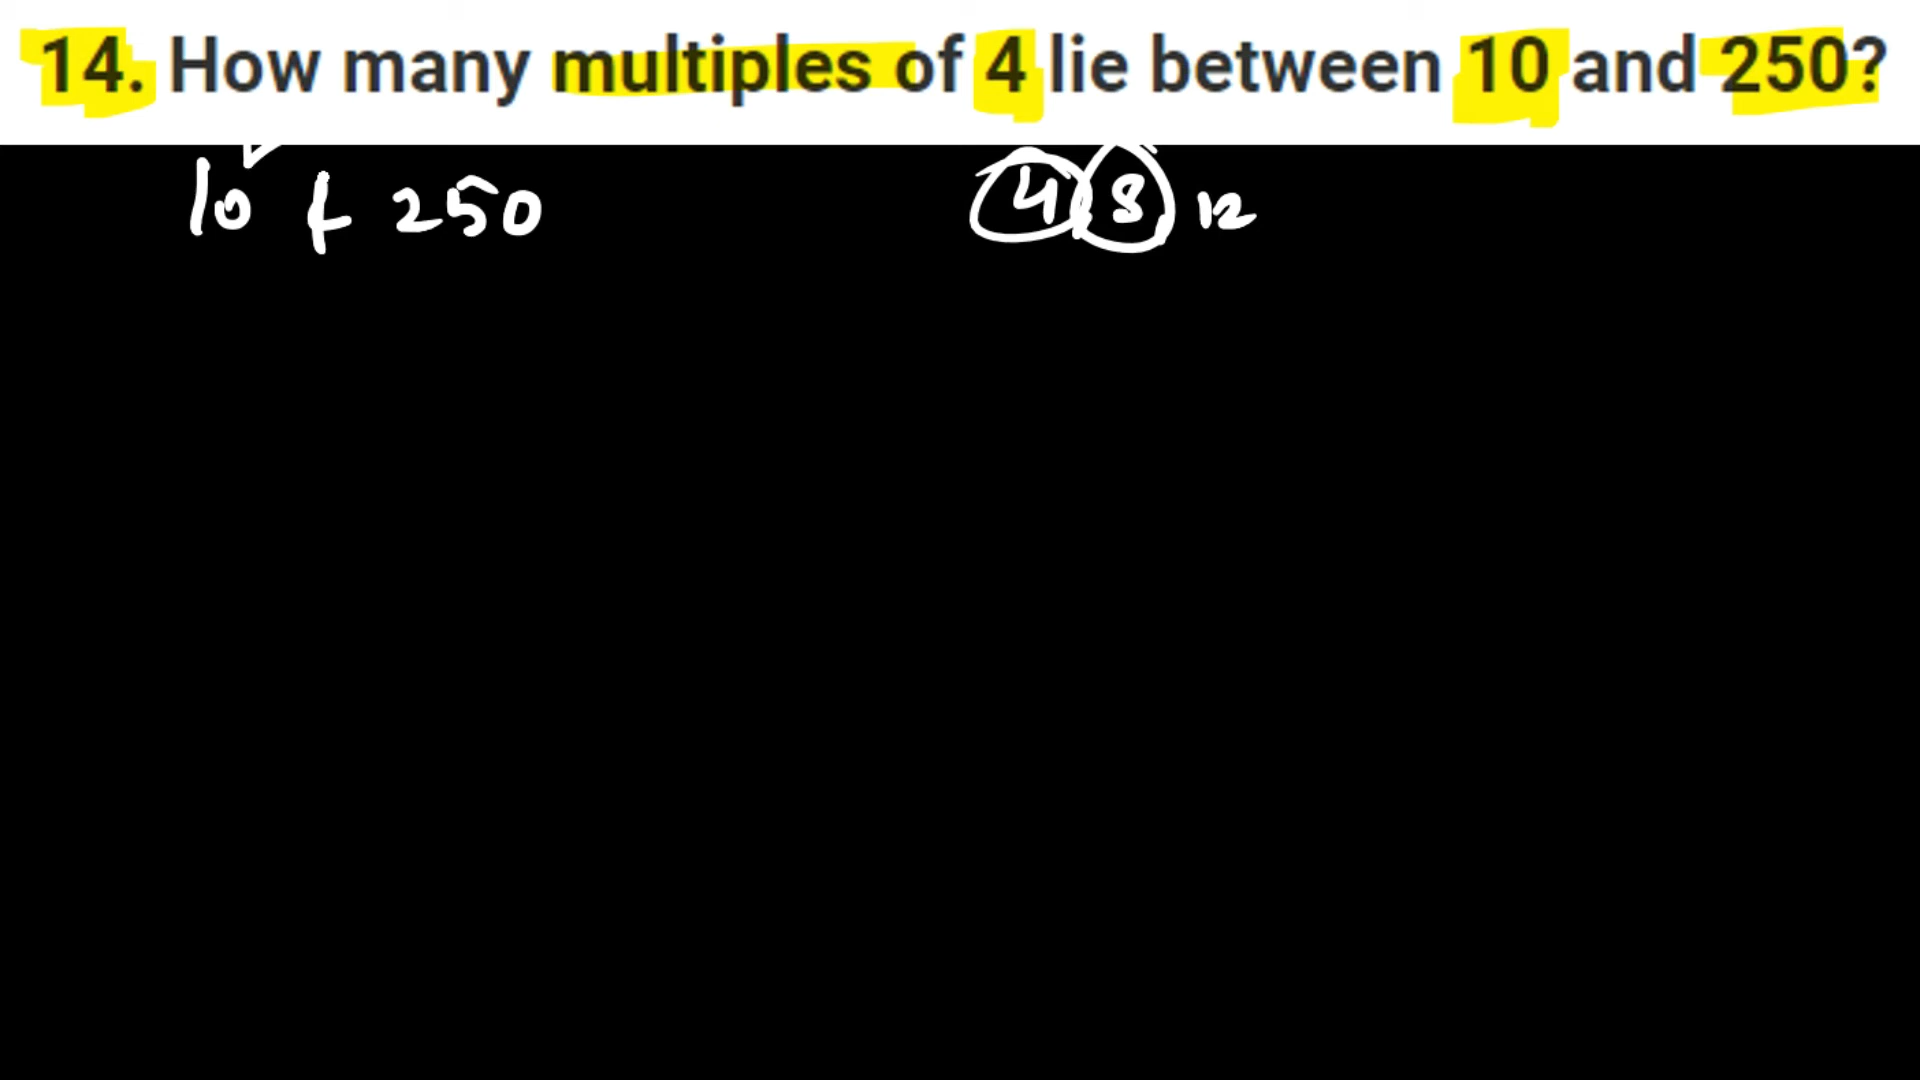 14. How many multiples of 4 lie between 10 and 250?
10 & 250 4 8 12